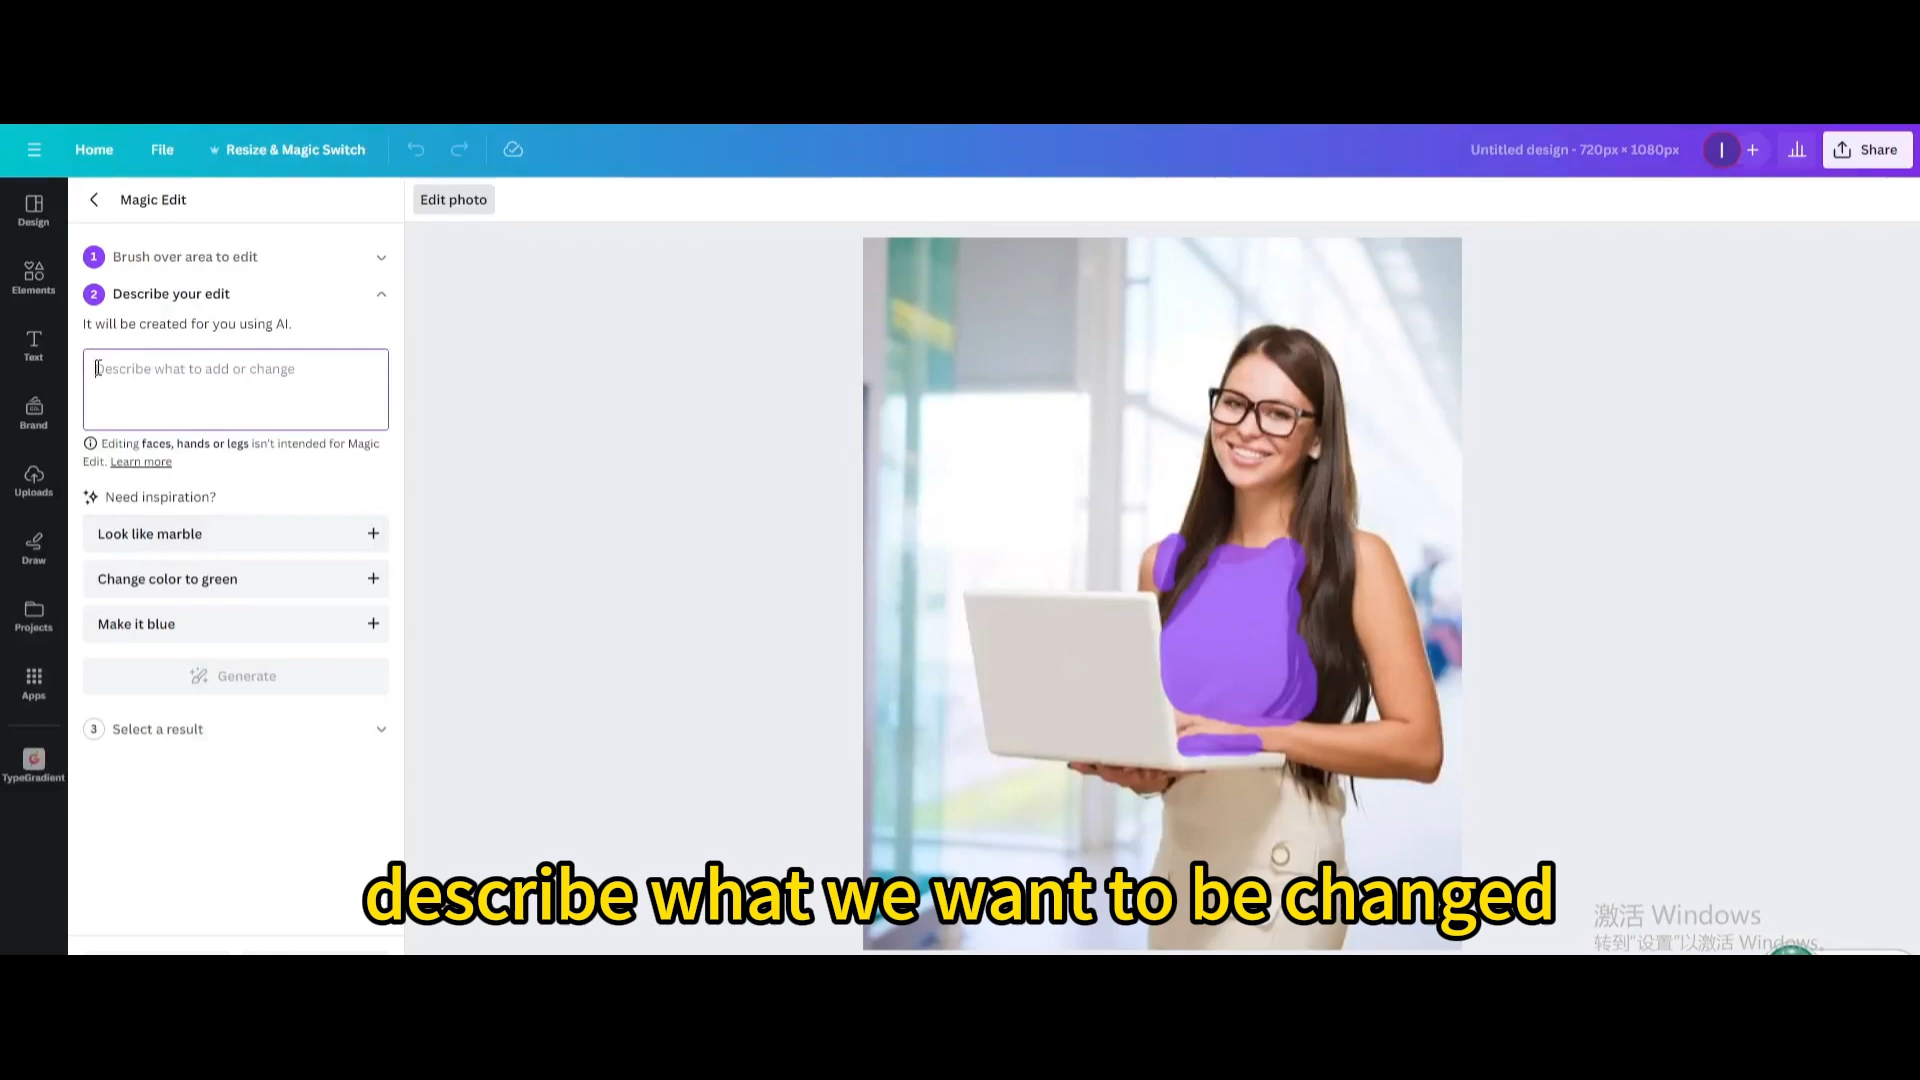 Home
File
Resize & Magic Switch
Untitled design - 720px × 1080px
Share
Design
Elements
Text
Brand
Uploads
Draw
Projects
Apps
TypeGradient
Magic Edit
Edit photo
1 Brush over area to edit
2 Describe your edit
It will be created for you using AI.
Describe what to add or change
Editing faces, hands or legs isn't intended for Magic
Edit. Learn more
Need inspiration?
Look like marble
Change color to green
Make it blue
Generate
3 Select a result
describe what we want to be changed
激活 Windows
转到"设置"以激活 Windows。